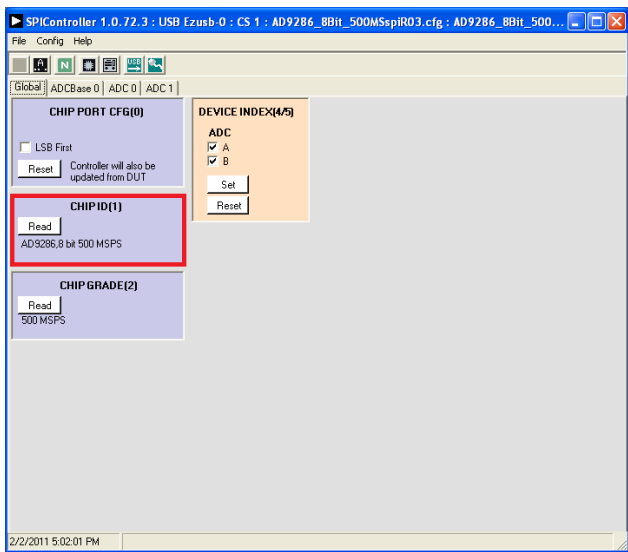 SPIController 1.0.72.3 : USB Ezusb-0 : CS 1 : AD9286_8Bit_500MSspiR03.cfg : AD9286_8Bit_500...
File Config Help
N USB
Global ADCBase 0 ADC 0 ADC 1
CHIP PORT CFG(0)
LSB First
Reset
Controller will also be
updated from DUT
CHIP ID(1)
Read
AD9286,8 bit 500 MSPS
CHIP GRADE(2)
Read
500 MSPS
DEVICE INDEX(4/5)
ADC
A
B
Set
Reset
2/2/2011 5:02:01 PM